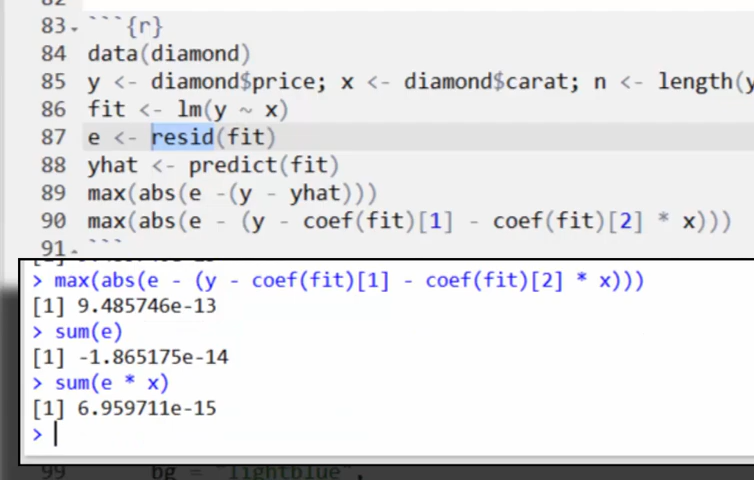 82
83 ```{r}
84 data(diamond)
85 y <- diamond$price; x <- diamond$carat; n <- length(y
86 fit <- lm(y ~ x)
87 e <- resid(fit)
88 yhat <- predict(fit)
89 max(abs(e -(y - yhat)))
90 max(abs(e - (y - coef(fit)[1] - coef(fit)[2] * x)))
91 ```
> max(abs(e - (y - coef(fit)[1] - coef(fit)[2] * x)))
[1] 9.485746e-13
> sum(e)
[1] -1.865175e-14
> sum(e * x)
[1] 6.959711e-15
>
99 bg = "lightblue",